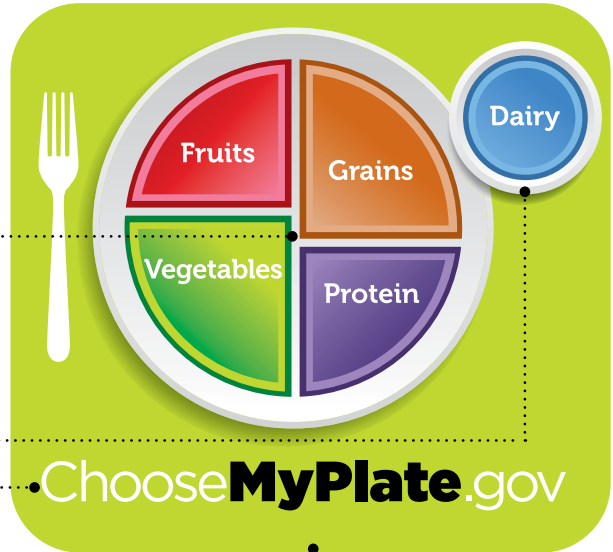 Dairy
Fruits
Grains
Vegetables
Protein
ChooseMyPlate.gov